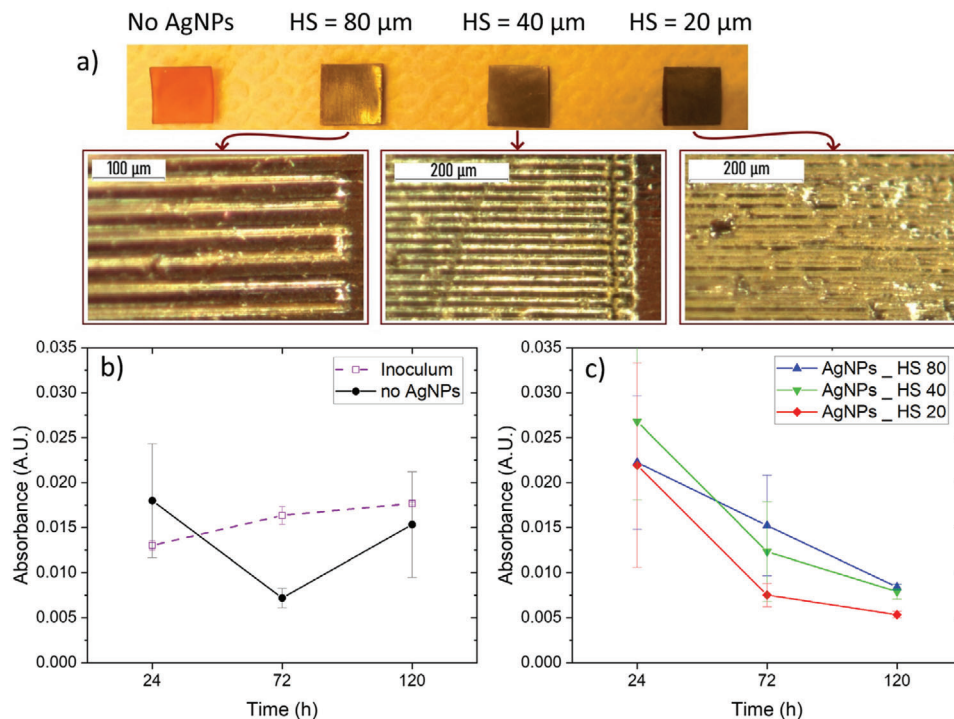 No AgNPs HS = 80 µm HS = 40 µm HS = 20 µm
a)
100 µm 200 µm 200 µm
b)
Inoculum
no AgNPs
0.035
0.030
0.025
0.020
0.015
0.010
0.005
0.000
Absorbance (A.U.)
24 72 120
Time (h)
c)
AgNPs _ HS 80
AgNPs _ HS 40
AgNPs _ HS 20
0.035
0.030
0.025
0.020
0.015
0.010
0.005
0.000
Absorbance (A.U.)
24 72 120
Time (h)